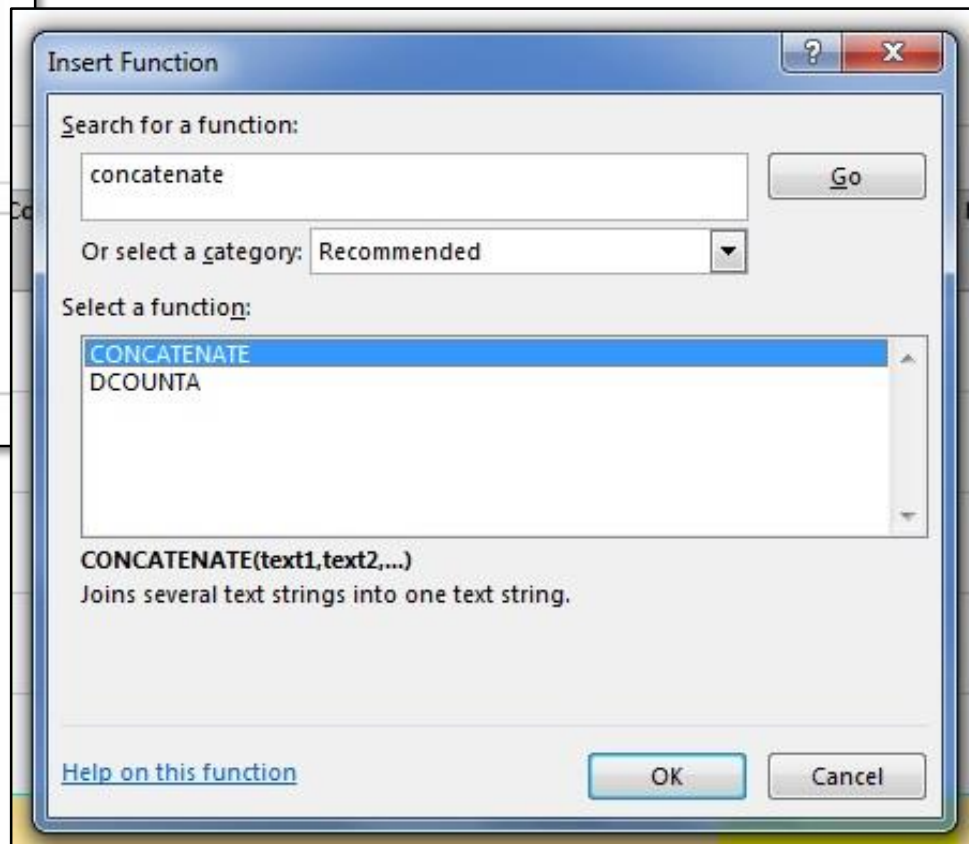 Insert Function
?
X
Search for a function:
concatenate
Go
Or select a category: Recommended
Select a function:
CONCATENATE
DCOUNTA
CONCATENATE(text1,text2,...)
Joins several text strings into one text string.
Help on this function
OK
Cancel